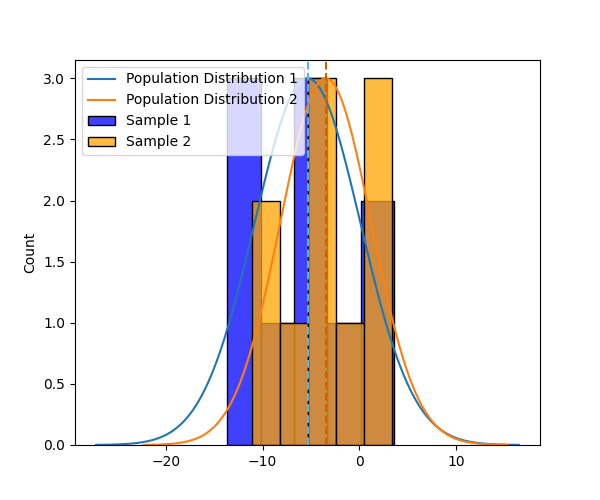 Population Distribution 1
Population Distribution 2
Sample 1
Sample 2
Count
3.0
2.5
2.0
1.5
1.0
0.5
0.0
−20
−10
0
10